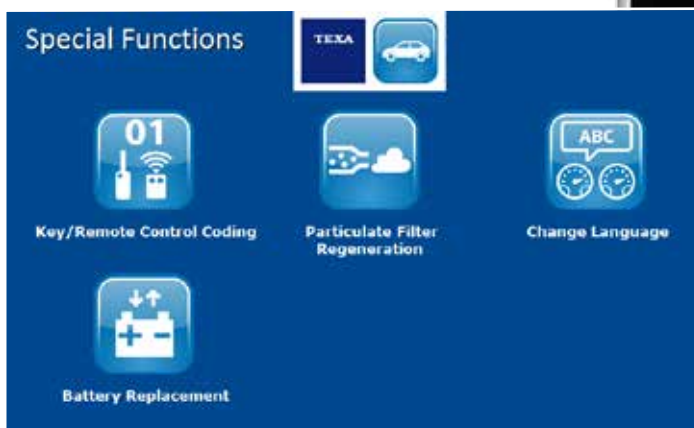 Special Functions
TEXA
01
ABC
Key/Remote Control Coding
Particulate Filter
Regeneration
Change Language
Battery Replacement